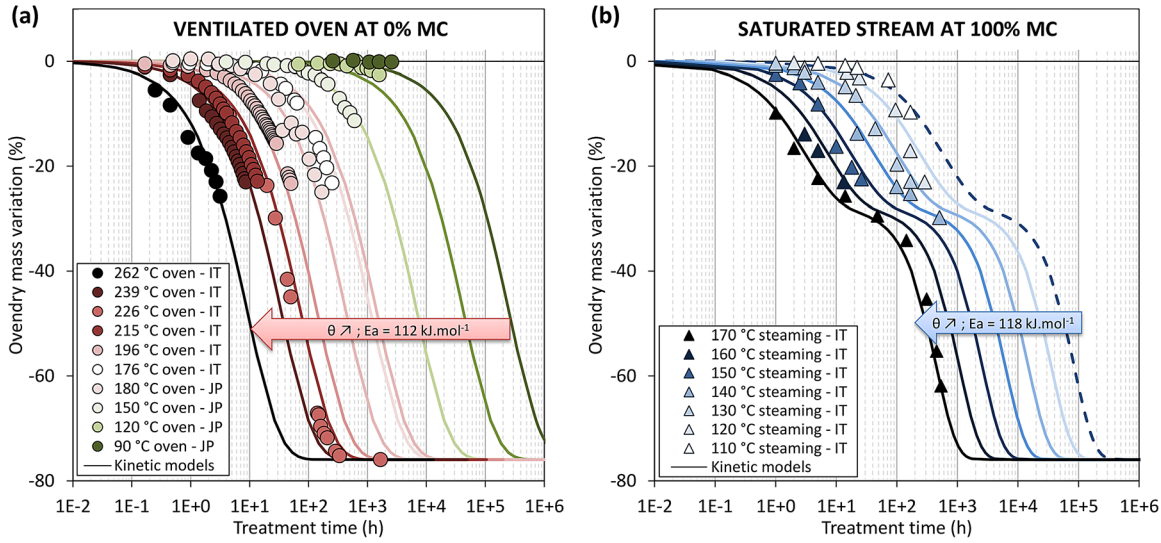 (a)
VENTILATED OVEN AT 0% MC
1E-2 1E-1 1E+0 1E+1 1E+2 1E+3 1E+4 1E+5 1E+6
Ovendry mass variation (%)
0
-20
-40
-60
-80
262 °C oven - IT
239 °C oven - IT
226 °C oven - IT
215 °C oven - IT
196 °C oven - IT
176 °C oven - IT
180 °C oven - JP
150 °C oven - JP
120 °C oven - JP
90 °C oven - JP
Kinetic models
θ ↗ ; Ea = 112 kJ.mol⁻¹
Treatment time (h)
(b)
SATURATED STREAM AT 100% MC
Ovendry mass variation (%)
0
-20
-40
-60
-80
θ ↗ ; Ea = 118 kJ.mol⁻¹
170 °C steaming - IT
160 °C steaming - IT
150 °C steaming - IT
140 °C steaming - IT
130 °C steaming - IT
120 °C steaming - IT
110 °C steaming - IT
Kinetic models
1E-2 1E-1 1E+0 1E+1 1E+2 1E+3 1E+4 1E+5 1E+6
Treatment time (h)